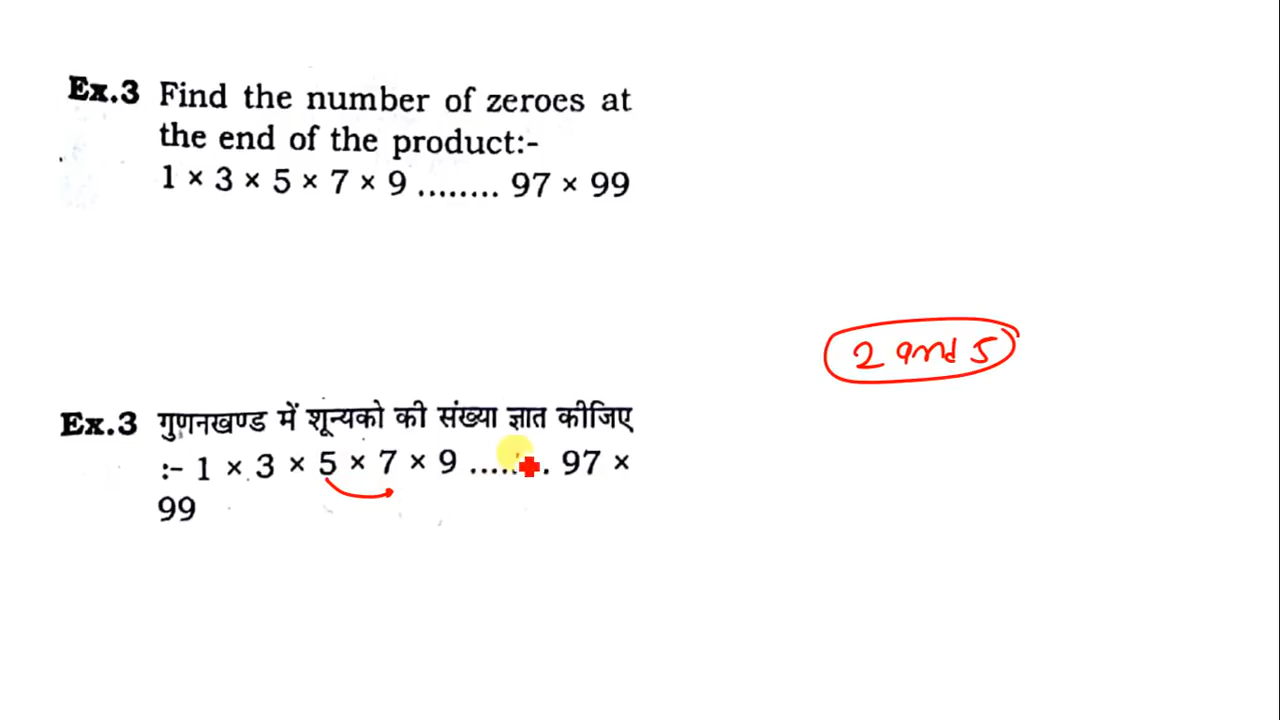 Ex.3 Find the number of zeroes at
the end of the product:-
1 × 3 × 5 × 7 × 9 ........ 97 × 99
2 and 5
Ex.3 गुणनखण्ड में शून्यको की संख्या ज्ञात कीजिए
:- 1 × 3 × 5 × 7 × 9 ........ 97 ×
99